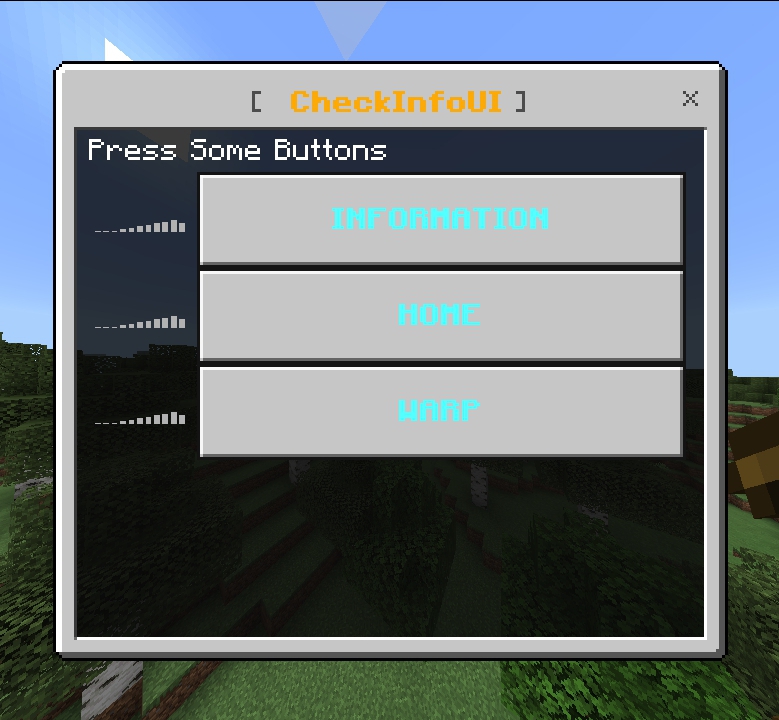 [ CheckInfoUI ]
Press Some Buttons
INFORMATION
HOME
WARP